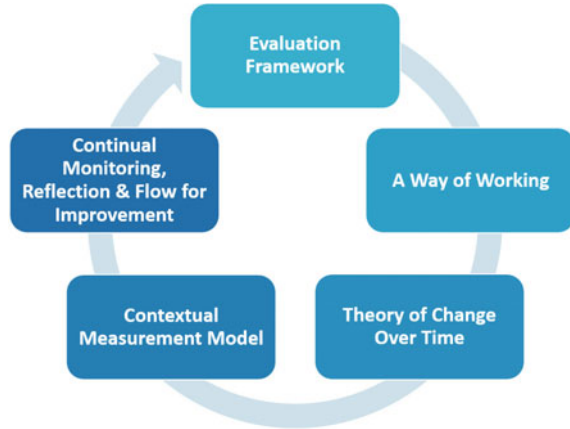 Evaluation
Framework
A Way of Working
Theory of Change
Over Time
Contextual
Measurement Model
Continual
Monitoring,
Reflection & Flow for
Improvement